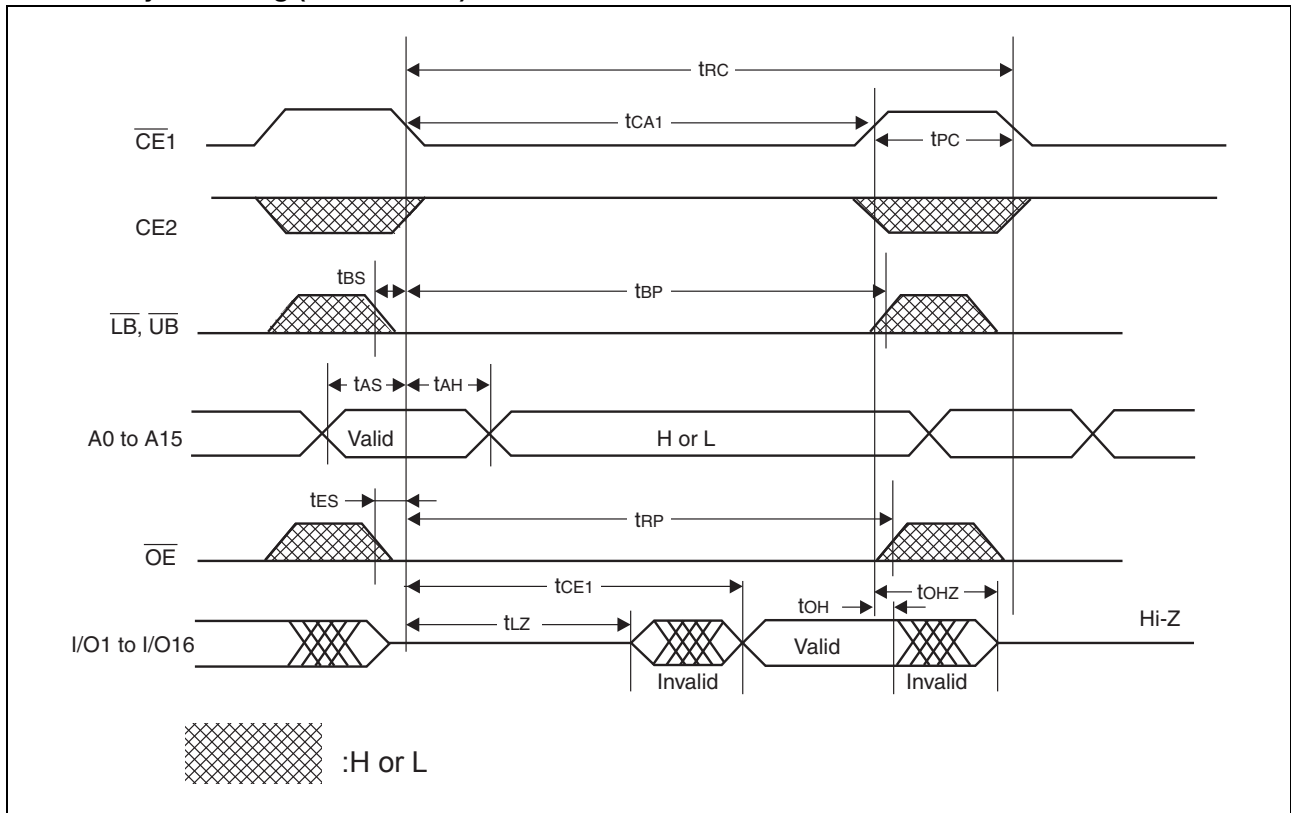 tRC
tCA1
tPC
CE1
CE2
tBS
tBP
LB, UB
tAS
tAH
A0 to A15
Valid
H or L
tES
tRP
OE
tCE1
tOH
tOHZ
tLZ
Hi-Z
I/O1 to I/O16
Valid
Invalid
Invalid
:H or L